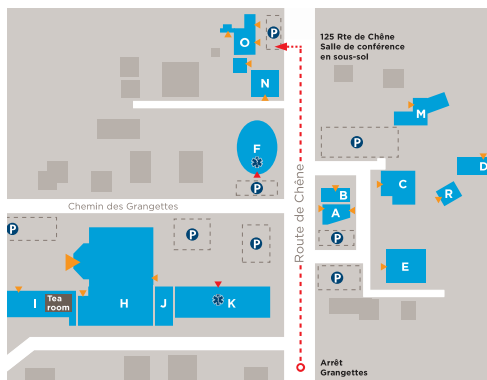 125 Rte de Chêne
Salle de conférence
en sous-sol
P
O
N
M
P
F
P
D
C
R
B
A
P
Chemin des Grangettes
Route de Chêne
P
P
P
E
P
I
Tea
room
H
J
K
Arrêt
Grangettes